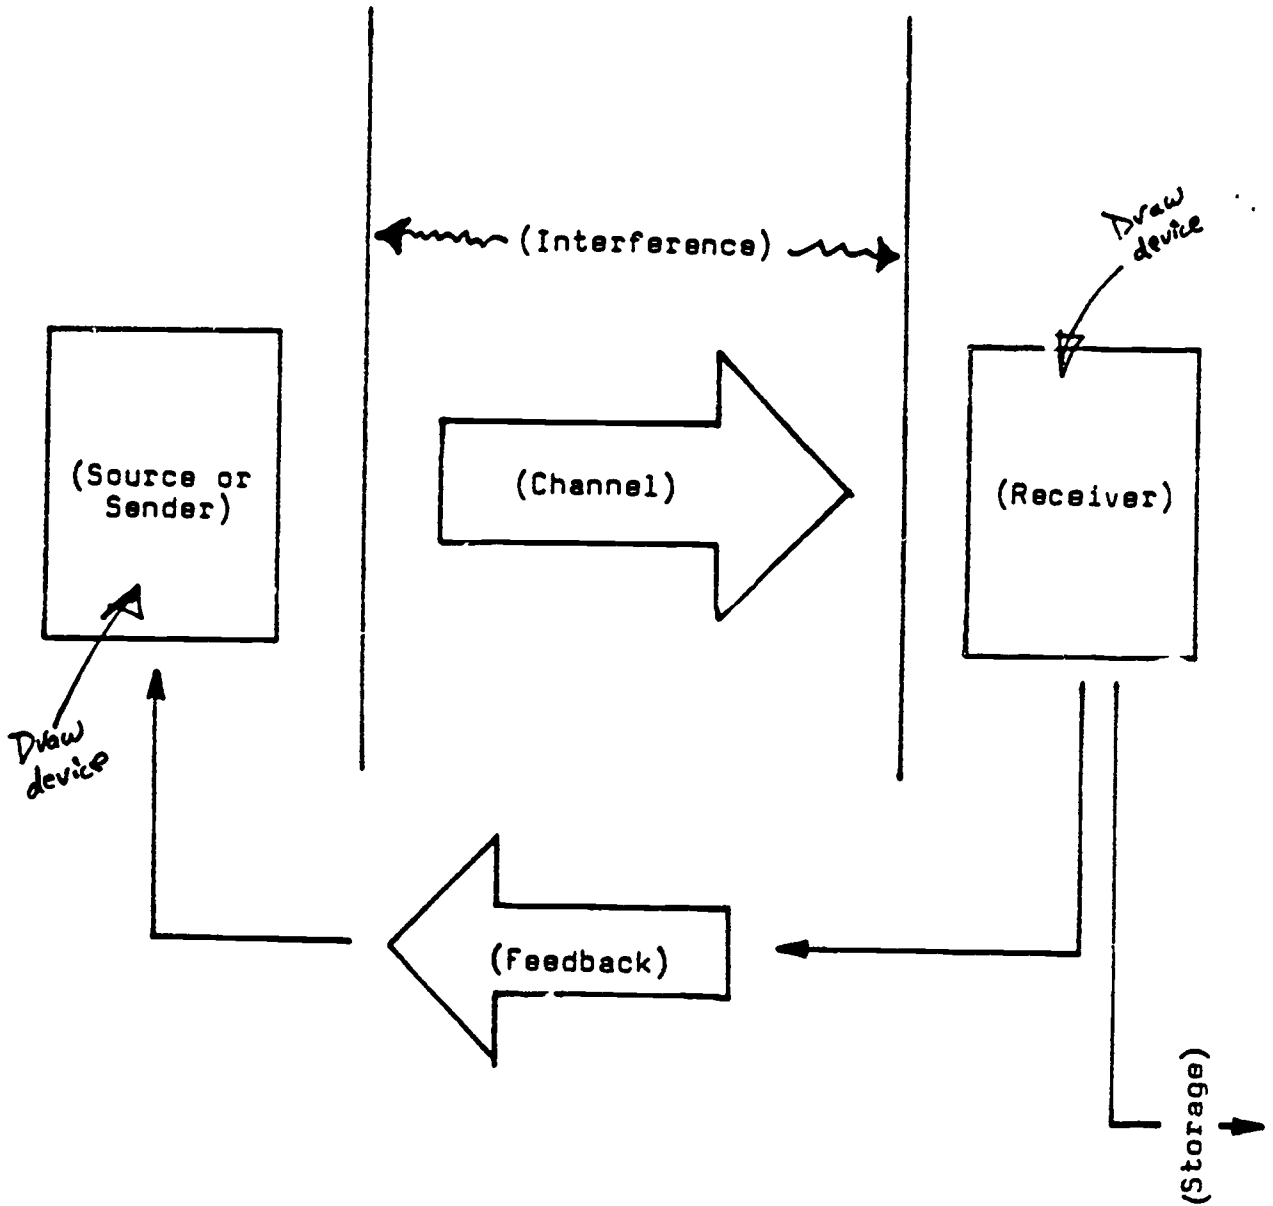 (Interference)
Draw
device
(Source or
Sender)
(Channel)
(Receiver)
Draw
device
(Feedback)
(Storage)